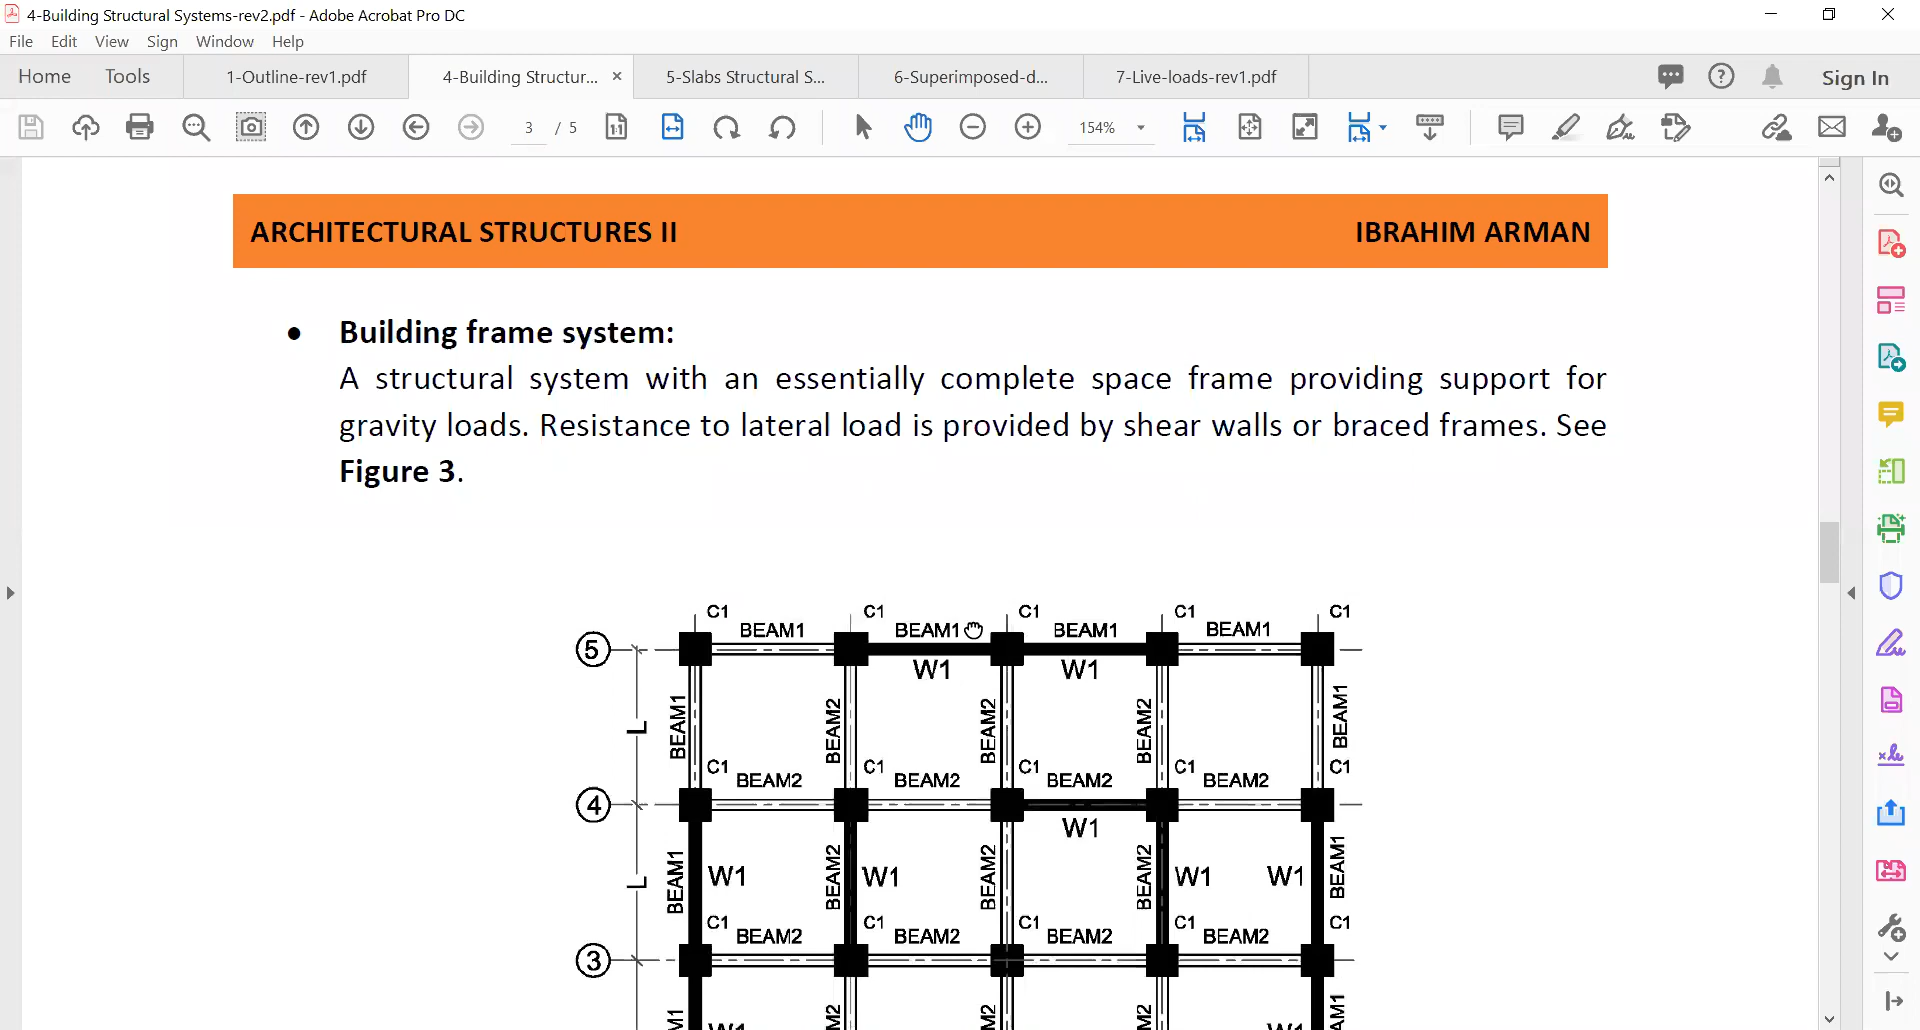 4-Building Structural Systems-rev2.pdf - Adobe Acrobat Pro DC
File Edit View Sign Window Help
Home Tools 1-Outline-rev1.pdf 4-Building Structur... × 5-Slabs Structural S... 6-Superimposed-d... 7-Live-loads-rev1.pdf Sign In
3 / 5 154%
ARCHITECTURAL STRUCTURES II IBRAHIM ARMAN
• Building frame system:
A structural system with an essentially complete space frame providing support for
gravity loads. Resistance to lateral load is provided by shear walls or braced frames. See
Figure 3.
C1 C1 C1 C1 C1
BEAM1 BEAM1 BEAM1 BEAM1
5
W1 W1
L BEAM1 BEAM2 BEAM2 BEAM2 BEAM1
C1 C1 C1 C1 C1
BEAM2 BEAM2 BEAM2 BEAM2
4
W1
L BEAM1 W1 BEAM2 W1 BEAM2 BEAM2 W1 W1 BEAM1
C1 C1 C1 C1 C1
BEAM2 BEAM2 BEAM2 BEAM2
3